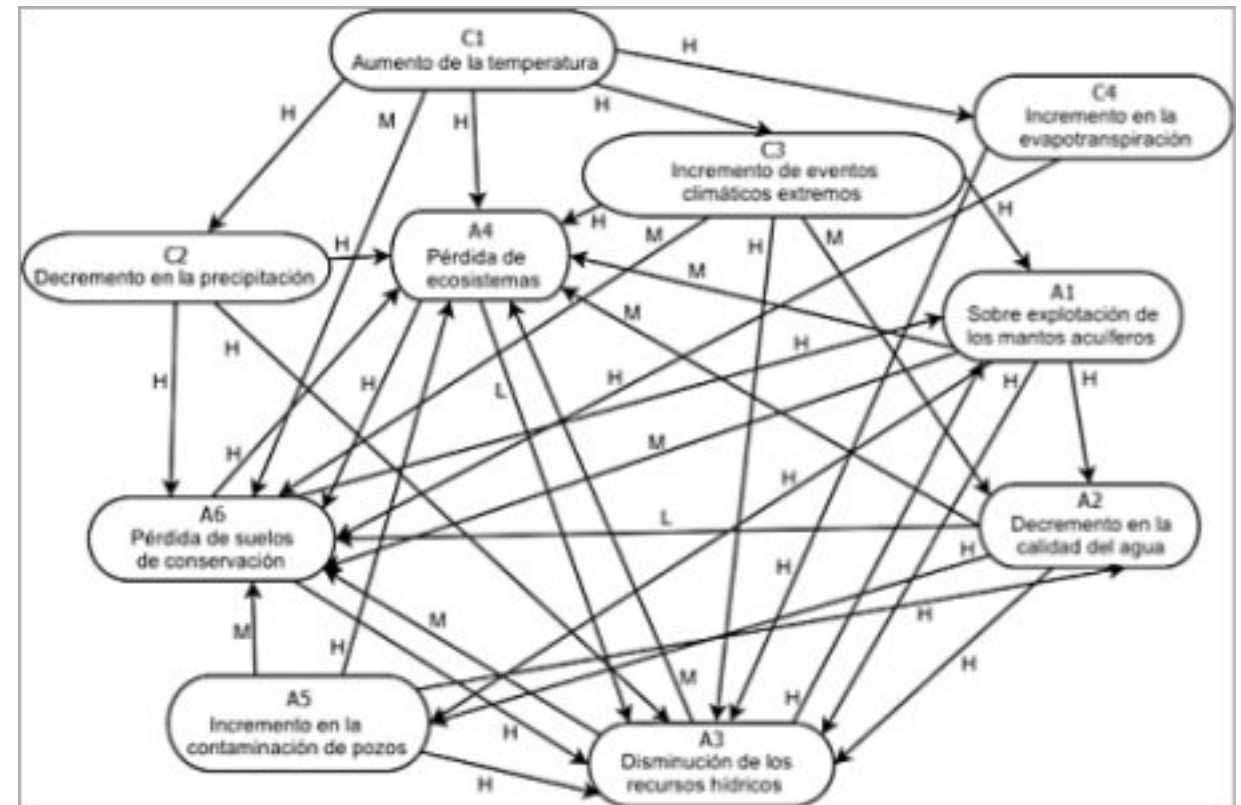 C1
Aumento de la temperatura
H
H
C4
Incremento en la
evapotranspiración
H
M
H
C3
Incremento de eventos
climáticos extremos
H
H
A4
Pérdida de
ecosistemas
C2
Decremento en la precipitación
H
M
H
M
M
A1
Sobre explotación de
los mantos acuíferos
M
H
H
H
H
L
H
H
H
H
M
H
A6
Pérdida de suelos
de conservación
L
A2
Decremento en la
calidad del agua
H
H
M
M
H
H
H
M
H
A5
Incremento en la
contaminación de pozos
H
H
A3
Disminución de los
recursos hídricos